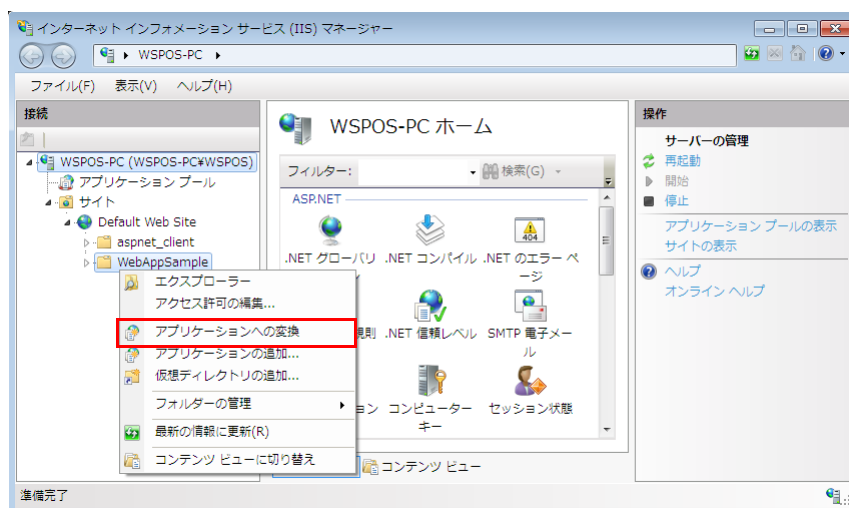 インターネット インフォメーション サービス (IIS) マネージャー
WSPOS-PC
ファイル(F) 表示(V) ヘルプ(H)
接続
WSPOS-PC (WSPOS-PC¥WSPOS)
アプリケーション プール
サイト
Default Web Site
aspnet_client
WebAppSample
エクスプローラー
アクセス許可の編集...
アプリケーションへの変換
アプリケーションの追加...
仮想ディレクトリの追加...
フォルダーの管理
最新の情報に更新(R)
コンテンツ ビューに切り替え
WSPOS-PC ホーム
フィルター: 検索(G)
ASP.NET
.NET グローバリ .NET コンパイル .NET のエラー ペ
ージ
404
規則 .NET 信頼レベル SMTP 電子メー
ル
ョン コンピューター セッション状態
キー
コンテンツ ビュー
操作
サーバーの管理
再起動
開始
停止
アプリケーション プールの表示
サイトの表示
ヘルプ
オンライン ヘルプ
準備完了